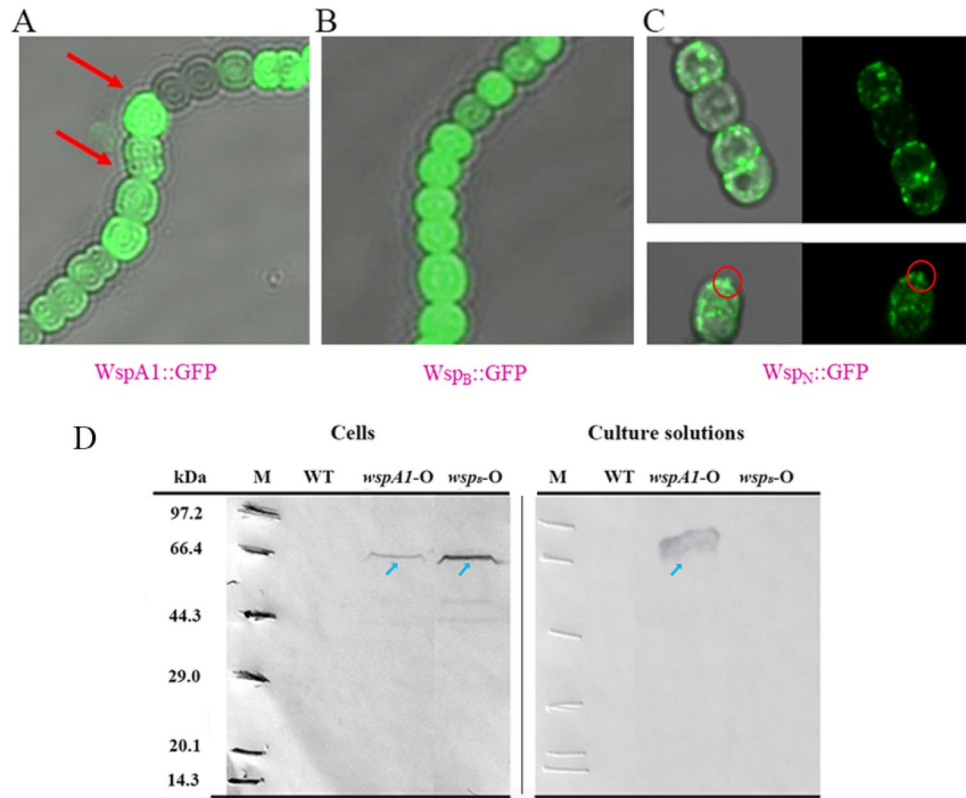 A B C
WspA1::GFP WspB::GFP WspN::GFP
D
Cells Culture solutions
kDa M WT wspA1-O wspB-O M WT wspA1-O wspB-O
97.2
66.4
44.3
29.0
20.1
14.3